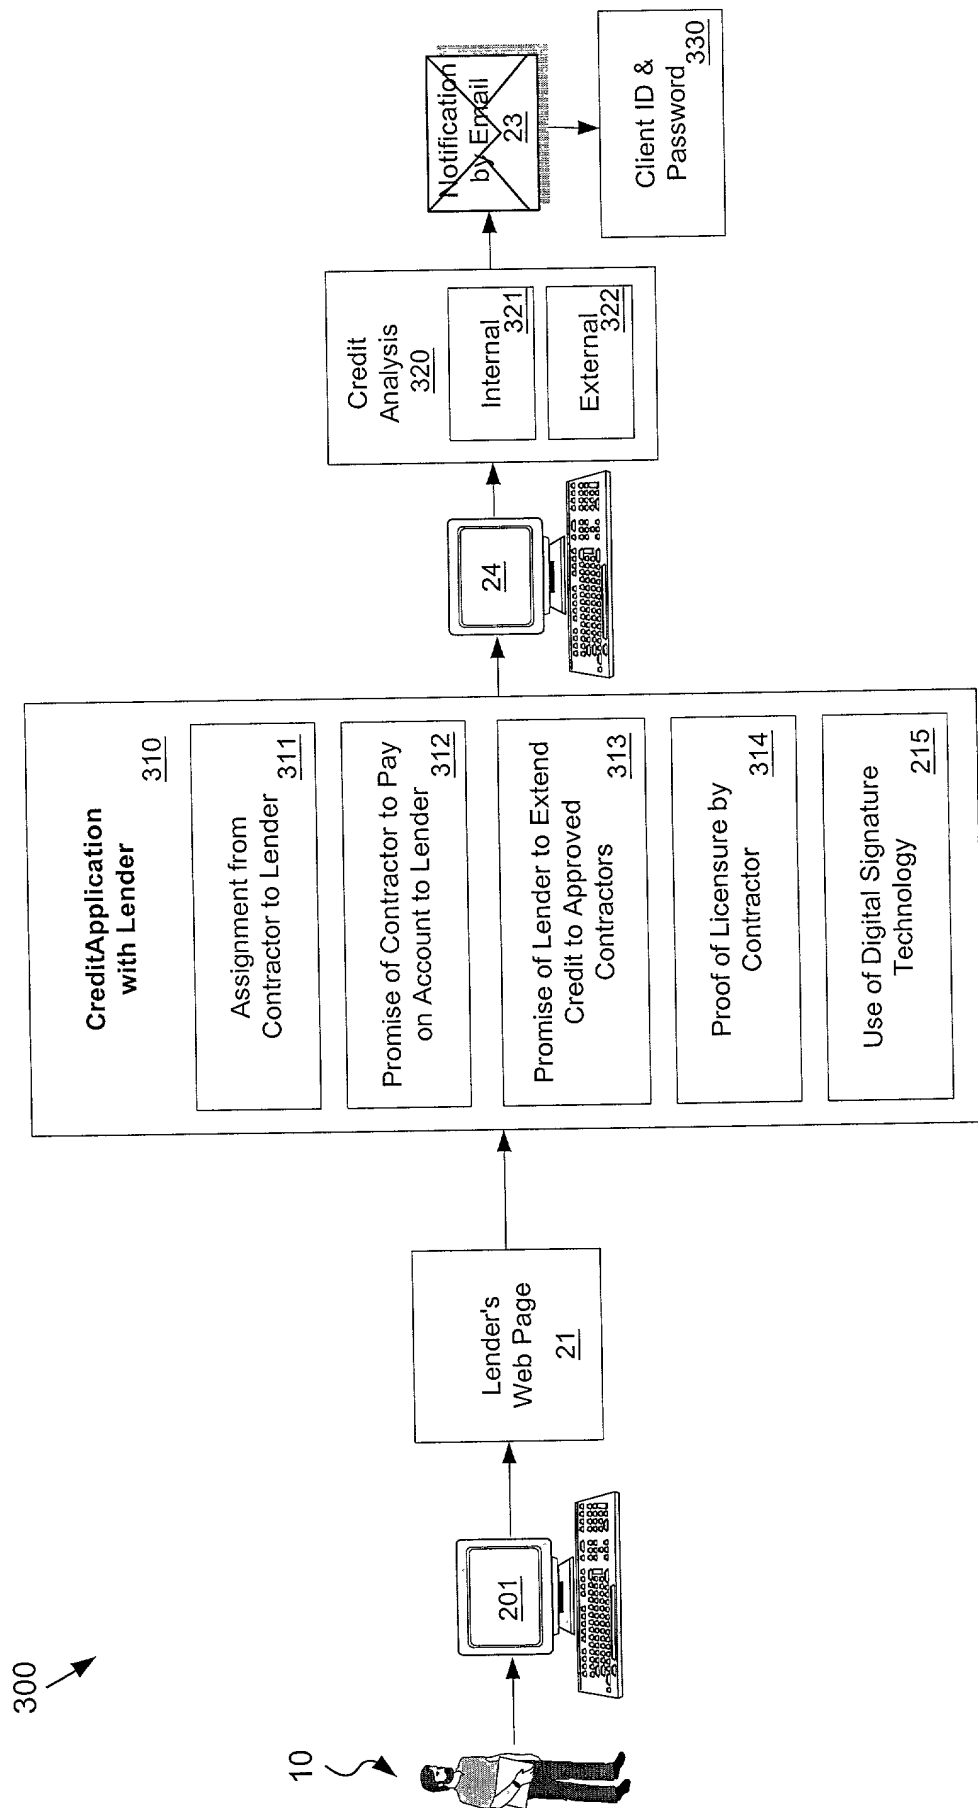 300
10
201
Lender's
Web Page
21
CreditApplication
with Lender
310
Assignment from
Contractor to Lender
311
Promise of Contractor to Pay
on Account to Lender
312
Promise of Lender to Extend
Credit to Approved
Contractors
313
Proof of Licensure by
Contractor
314
Use of Digital Signature
Technology
215
24
Credit
Analysis
320
Internal
321
External
322
Notification
by Email
23
Client ID &
Password
330